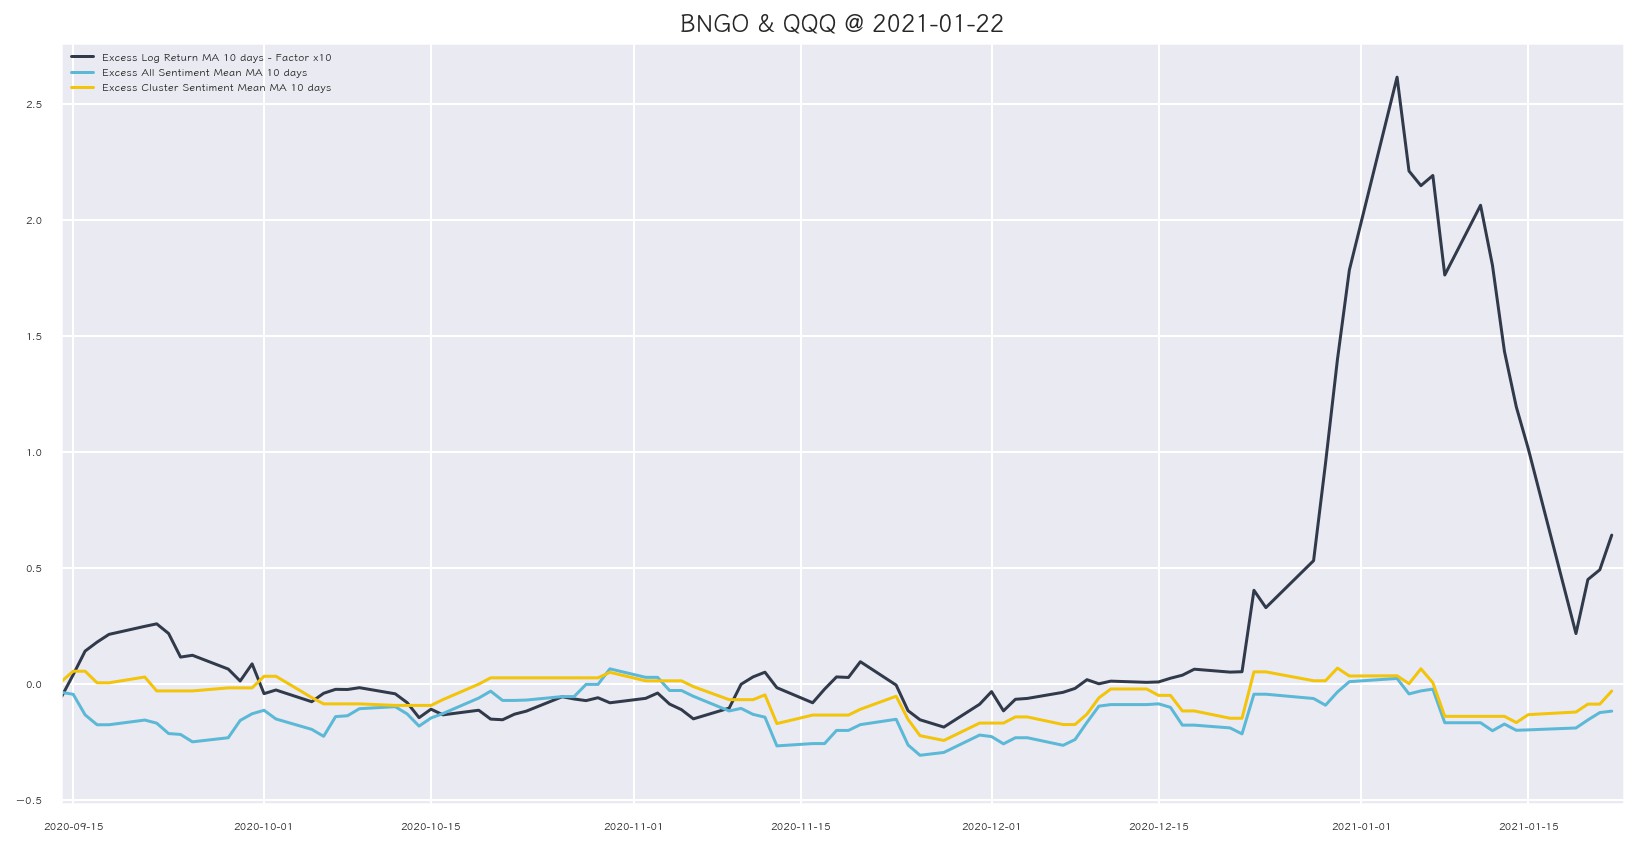 BNGO & QQQ @ 2021-01-22
Excess Log Return MA 10 days - Factor x10
Excess All Sentiment Mean MA 10 days
Excess Cluster Sentiment Mean MA 10 days
2.5
2.0
1.5
1.0
0.5
0.0
−0.5
2020-09-15 2020-10-01 2020-10-15 2020-11-01 2020-11-15 2020-12-01 2020-12-15 2021-01-01 2021-01-15